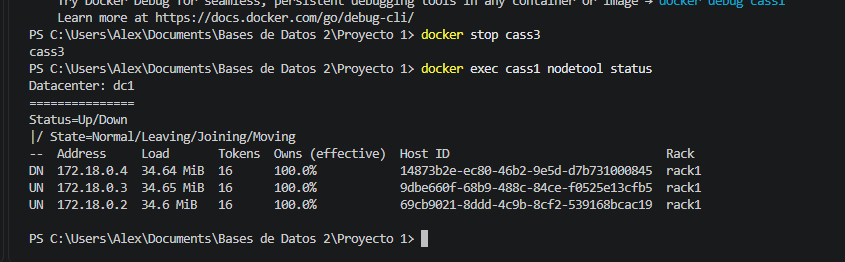 Try Docker Debug for seamless, persistent debugging tools in any container or image → docker debug cass1
Learn more at https://docs.docker.com/go/debug-cli/
PS C:\Users\Alex\Documents\Bases de Datos 2\Proyecto 1> docker stop cass3
cass3
PS C:\Users\Alex\Documents\Bases de Datos 2\Proyecto 1> docker exec cass1 nodetool status
Datacenter: dc1
===============
Status=Up/Down
|/ State=Normal/Leaving/Joining/Moving
--  Address     Load       Tokens  Owns (effective)  Host ID                               Rack
DN  172.18.0.4  34.64 MiB  16      100.0%            14873b2e-ec80-46b2-9e5d-d7b731000845  rack1
UN  172.18.0.3  34.65 MiB  16      100.0%            9dbe660f-68b9-488c-84ce-f0525e13cfb5  rack1
UN  172.18.0.2  34.6 MiB   16      100.0%            69cb9021-8ddd-4c9b-8cf2-539168bcac19  rack1
PS C:\Users\Alex\Documents\Bases de Datos 2\Proyecto 1>